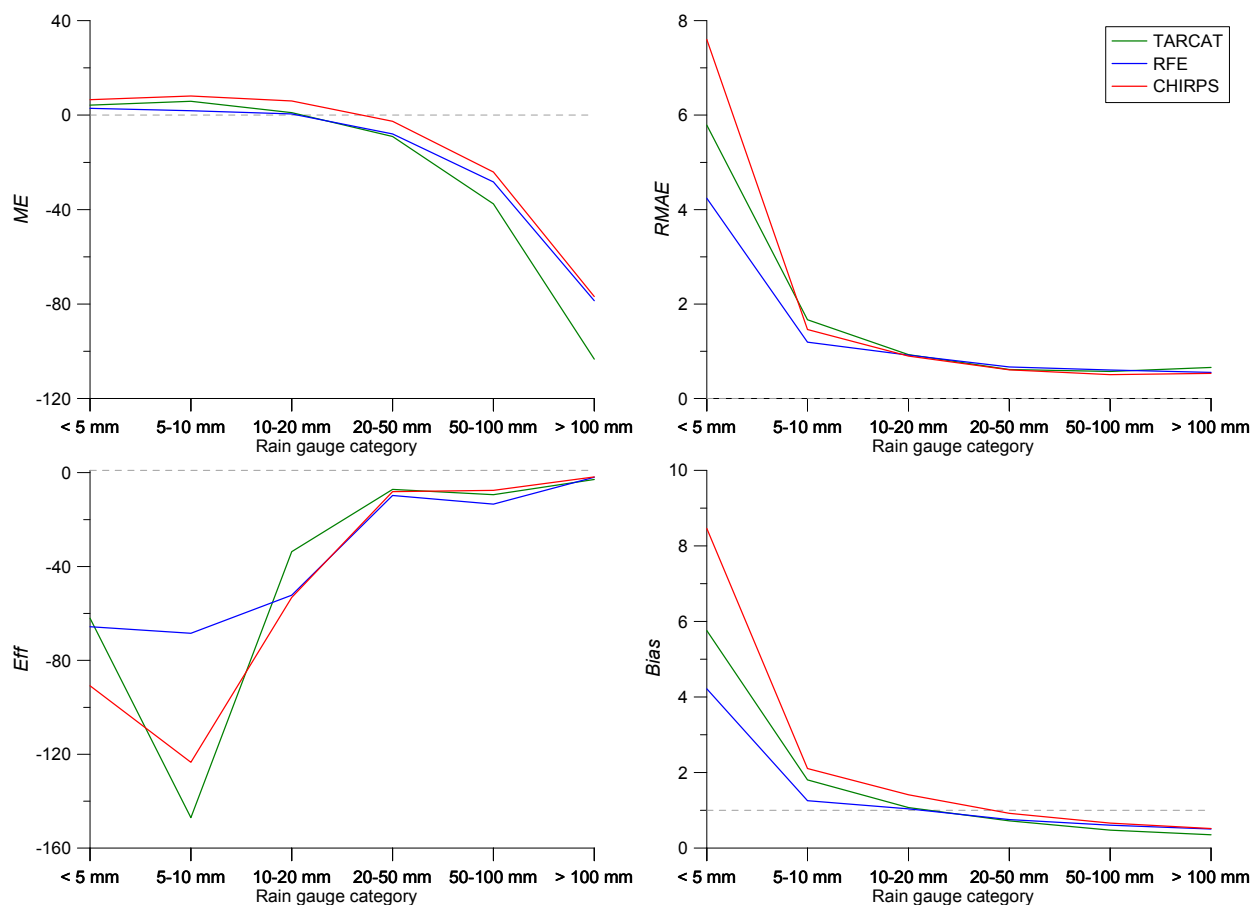 40
0
-40
-80
-120
ME
< 5 mm 5-10 mm 10-20 mm 20-50 mm 50-100 mm > 100 mm
Rain gauge category
8
6
4
2
0
RMAE
TARCAT
RFE
CHIRPS
< 5 mm 5-10 mm 10-20 mm 20-50 mm 50-100 mm > 100 mm
Rain gauge category
0
-40
-80
-120
-160
Eff
< 5 mm 5-10 mm 10-20 mm 20-50 mm 50-100 mm > 100 mm
Rain gauge category
10
8
6
4
2
0
Bias
< 5 mm 5-10 mm 10-20 mm 20-50 mm 50-100 mm > 100 mm
Rain gauge category